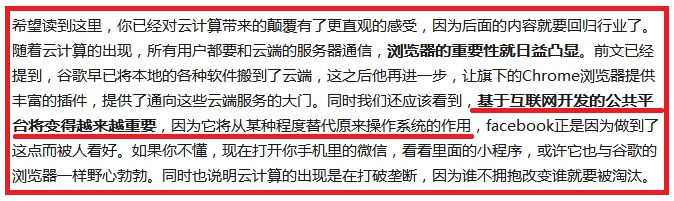 希望读到这里，你已经对云计算带来的颠覆有了更直观的感受，因为后面的内容就要回归行业了。
随着云计算的出现，所有用户都要和云端的服务器通信，浏览器的重要性就日益凸显。前文已经
提到，谷歌早已将本地的各种软件搬到了云端，这之后他再进一步，让旗下的Chrome浏览器提供
丰富的插件，提供了通向这些云端服务的大门。同时我们还应该看到，基于互联网开发的公共平
台将变得越来越重要，因为它将从某种程度替代原来操作系统的作用，facebook正是因为做到了
这点而被人看好。如果你不懂，现在打开你手机里的微信，看看里面的小程序，或许它也与谷歌的
浏览器一样野心勃勃。同时也说明云计算的出现是在打破垄断，因为谁不拥抱改变谁就要被淘汰。